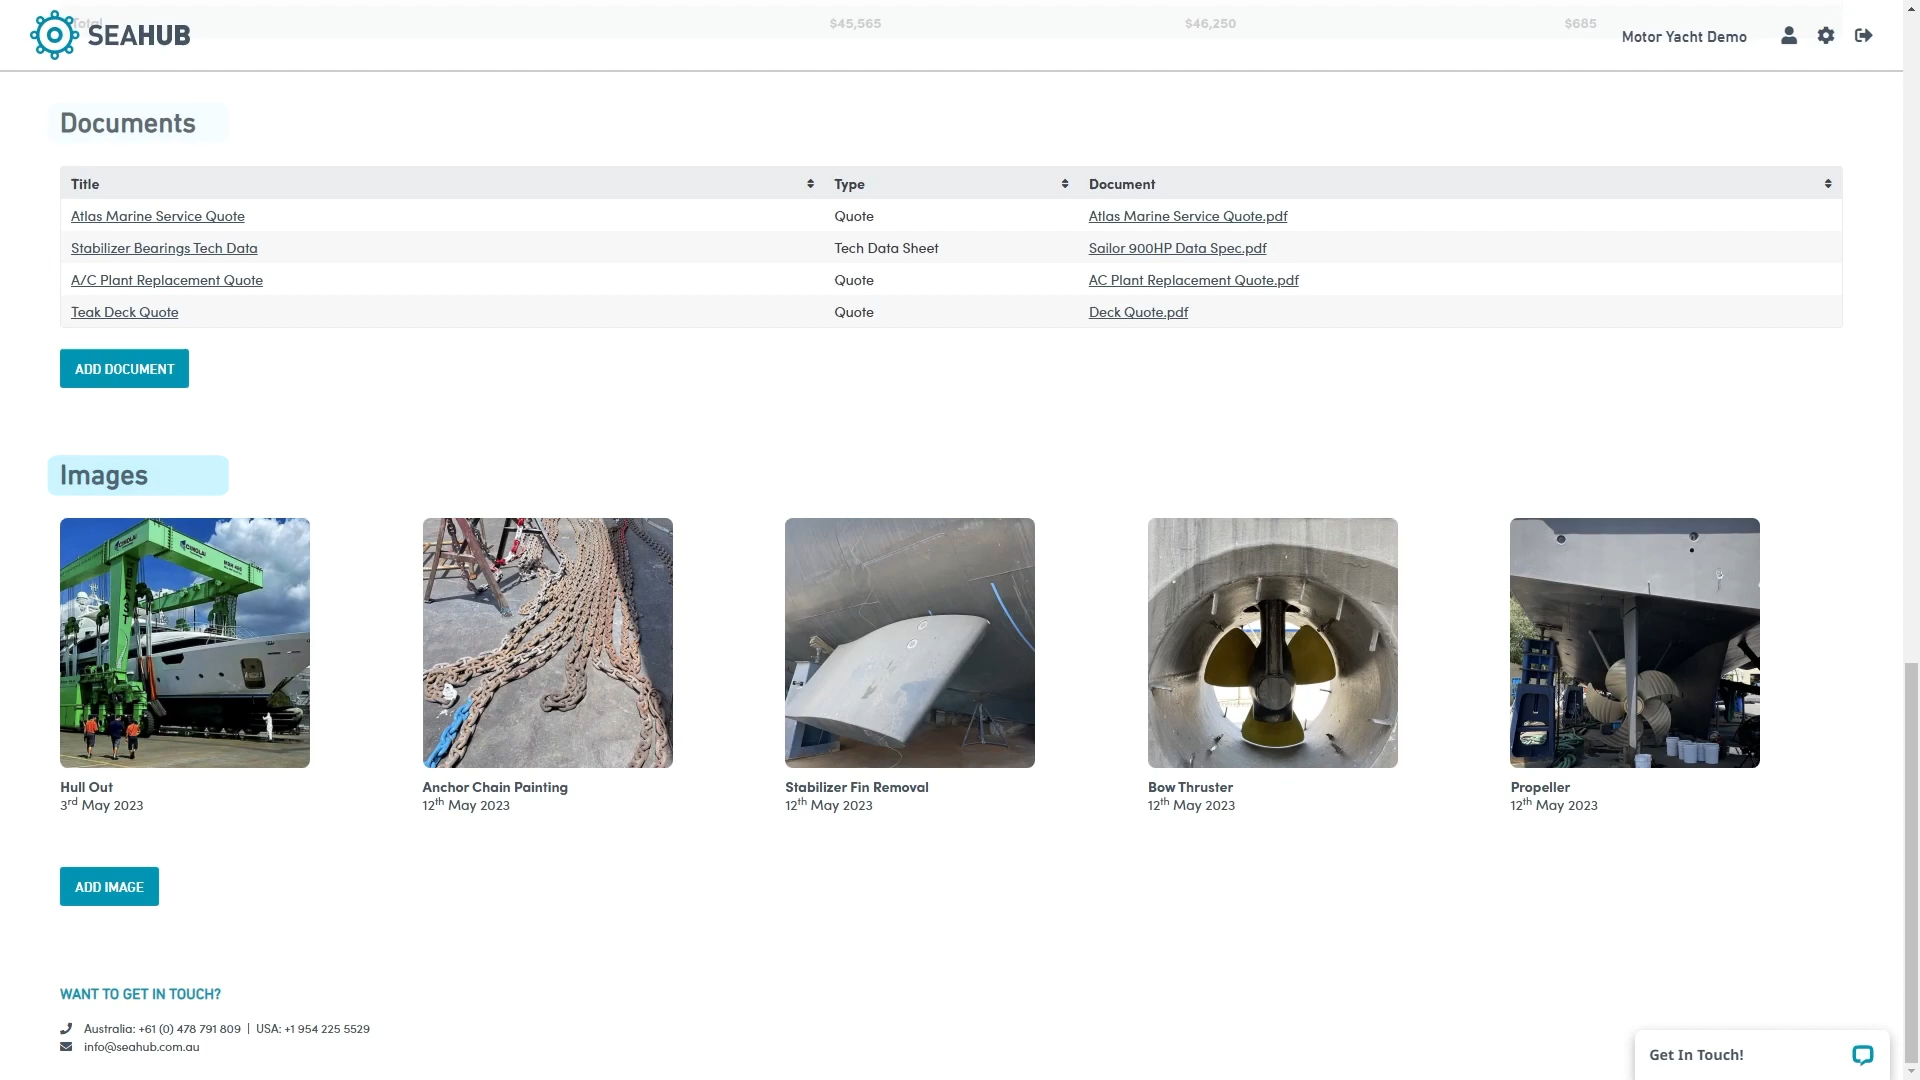 Total $45,565 $46,250 $685
SEAHUB
Motor Yacht Demo
Documents
Title Type Document
Atlas Marine Service Quote Quote Atlas Marine Service Quote.pdf
Stabilizer Bearings Tech Data Tech Data Sheet Sailor 900HP Data Spec.pdf
A/C Plant Replacement Quote Quote AC Plant Replacement Quote.pdf
Teak Deck Quote Quote Deck Quote.pdf
ADD DOCUMENT
Images
CIMOLAI CIMOLAI
Hull Out Anchor Chain Painting Stabilizer Fin Removal Bow Thruster Propeller
3rd May 2023 12th May 2023 12th May 2023 12th May 2023 12th May 2023
ADD IMAGE
WANT TO GET IN TOUCH?
Australia: +61 (0) 478 791 809 | USA: +1 954 225 5529
info@seahub.com.au
Get In Touch!